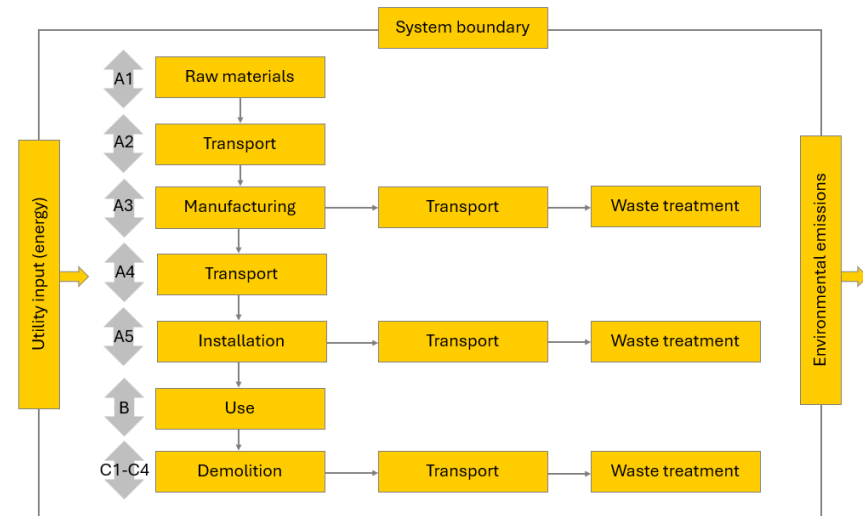 System boundary
A1
Raw materials
A2
Transport
Utility input (energy)
A3
Manufacturing
Transport
Waste treatment
Environmental emissions
A4
Transport
A5
Installation
Transport
Waste treatment
B
Use
C1-C4
Demolition
Transport
Waste treatment